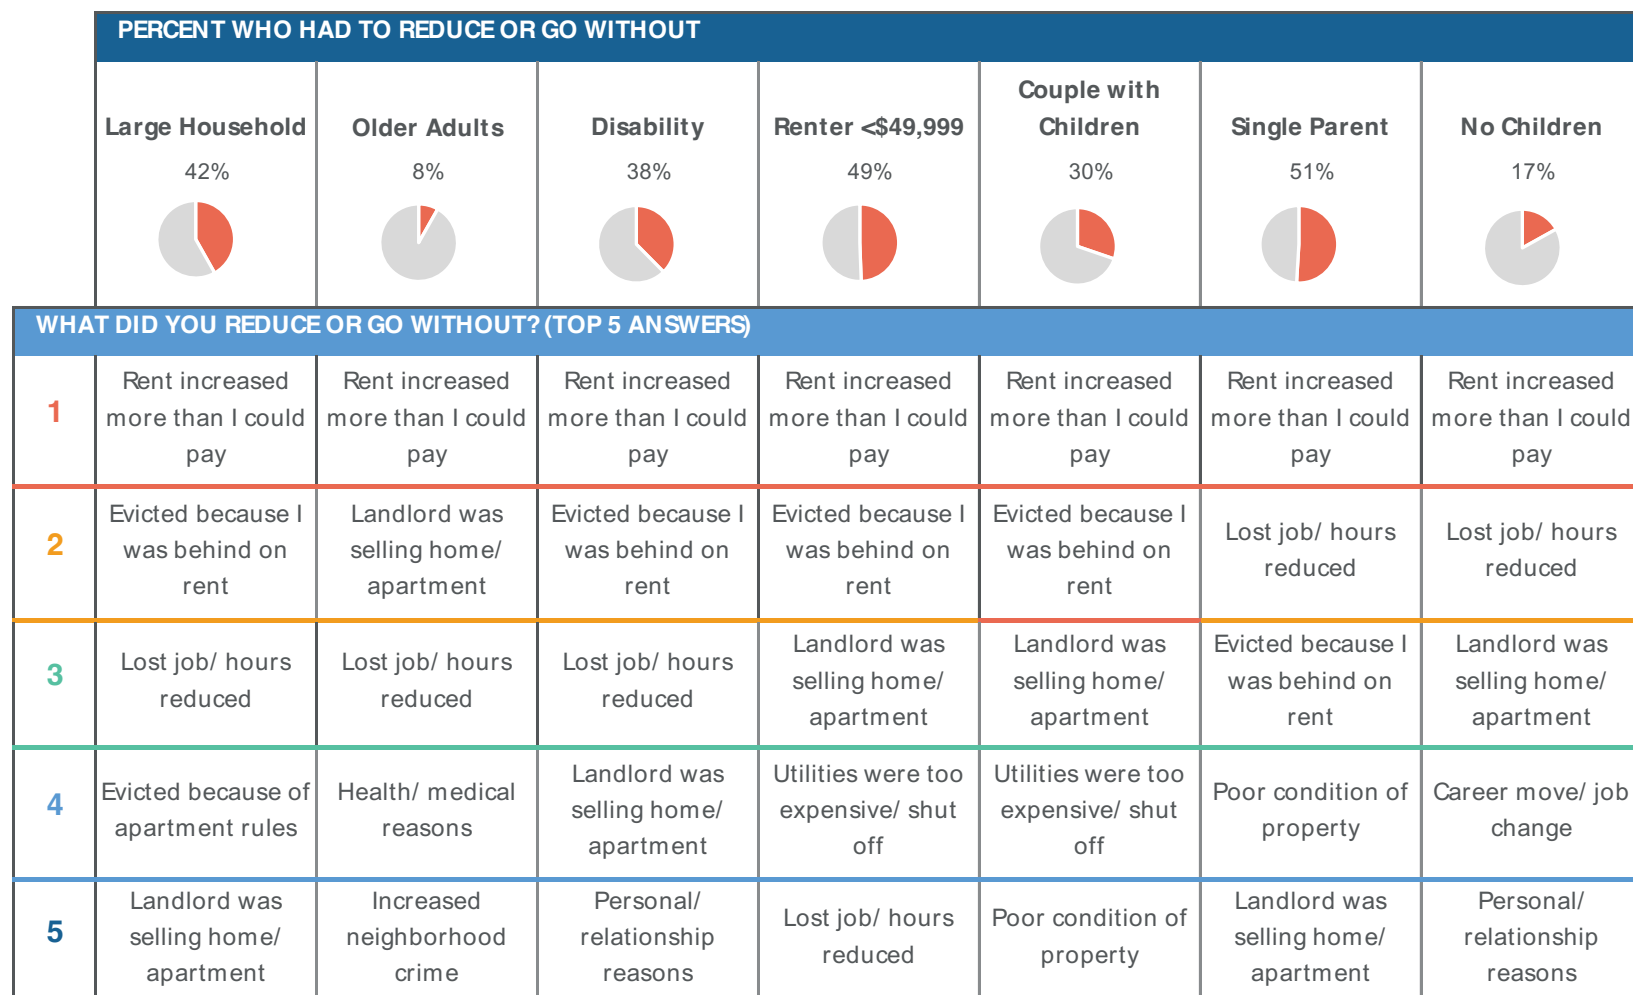 PERCENT WHO HAD TO REDUCE OR GO WITHOUT
Large Household
Older Adults
Disability
Renter <$49,999
Couple with
Children
Single Parent
No Children
42%
8%
38%
49%
30%
51%
17%
WHAT DID YOU REDUCE OR GO WITHOUT? (TOP 5 ANSWERS)
1
Rent increased
more than I could
pay
Rent increased
more than I could
pay
Rent increased
more than I could
pay
Rent increased
more than I could
pay
Rent increased
more than I could
pay
Rent increased
more than I could
pay
Rent increased
more than I could
pay
2
Evicted because I
was behind on
rent
Landlord was
selling home/
apartment
Evicted because I
was behind on
rent
Evicted because I
was behind on
rent
Evicted because I
was behind on
rent
Lost job/ hours
reduced
Lost job/ hours
reduced
3
Lost job/ hours
reduced
Lost job/ hours
reduced
Lost job/ hours
reduced
Landlord was
selling home/
apartment
Landlord was
selling home/
apartment
Evicted because I
was behind on
rent
Landlord was
selling home/
apartment
4
Evicted because of
apartment rules
Health/ medical
reasons
Landlord was
selling home/
apartment
Utilities were too
expensive/ shut
off
Utilities were too
expensive/ shut
off
Poor condition of
property
Career move/ job
change
5
Landlord was
selling home/
apartment
Increased
neighborhood
crime
Personal/
relationship
reasons
Lost job/ hours
reduced
Poor condition of
property
Landlord was
selling home/
apartment
Personal/
relationship
reasons